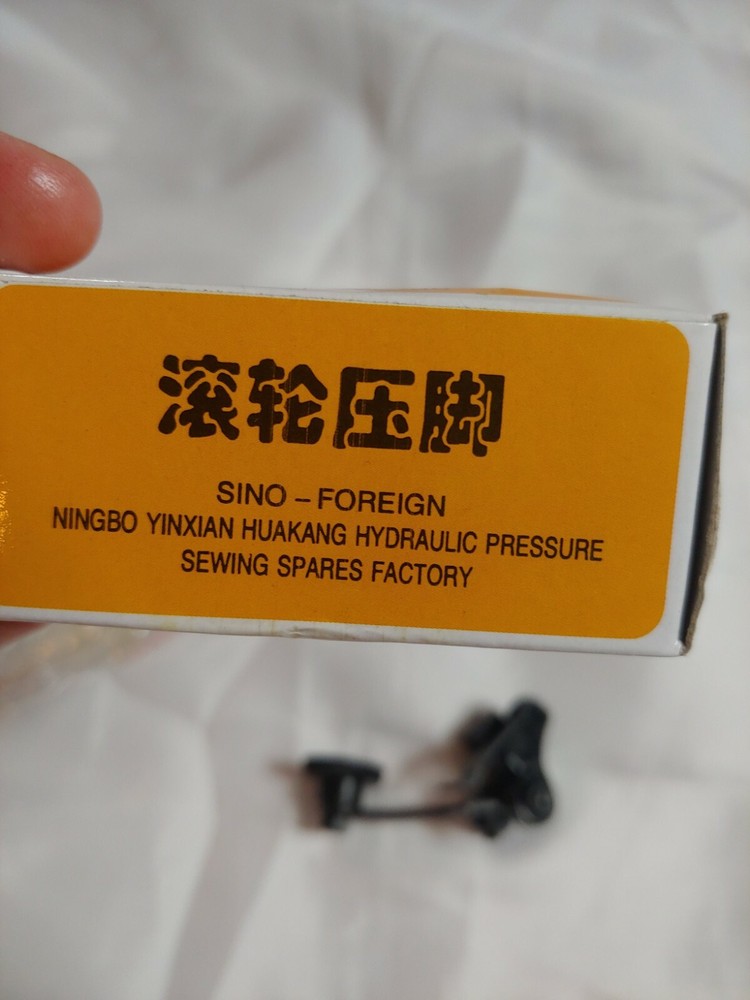 滚轮压脚
SINO – FOREIGN
NINGBO YINXIAN HUAKANG HYDRAULIC PRESSURE
SEWING SPARES FACTORY